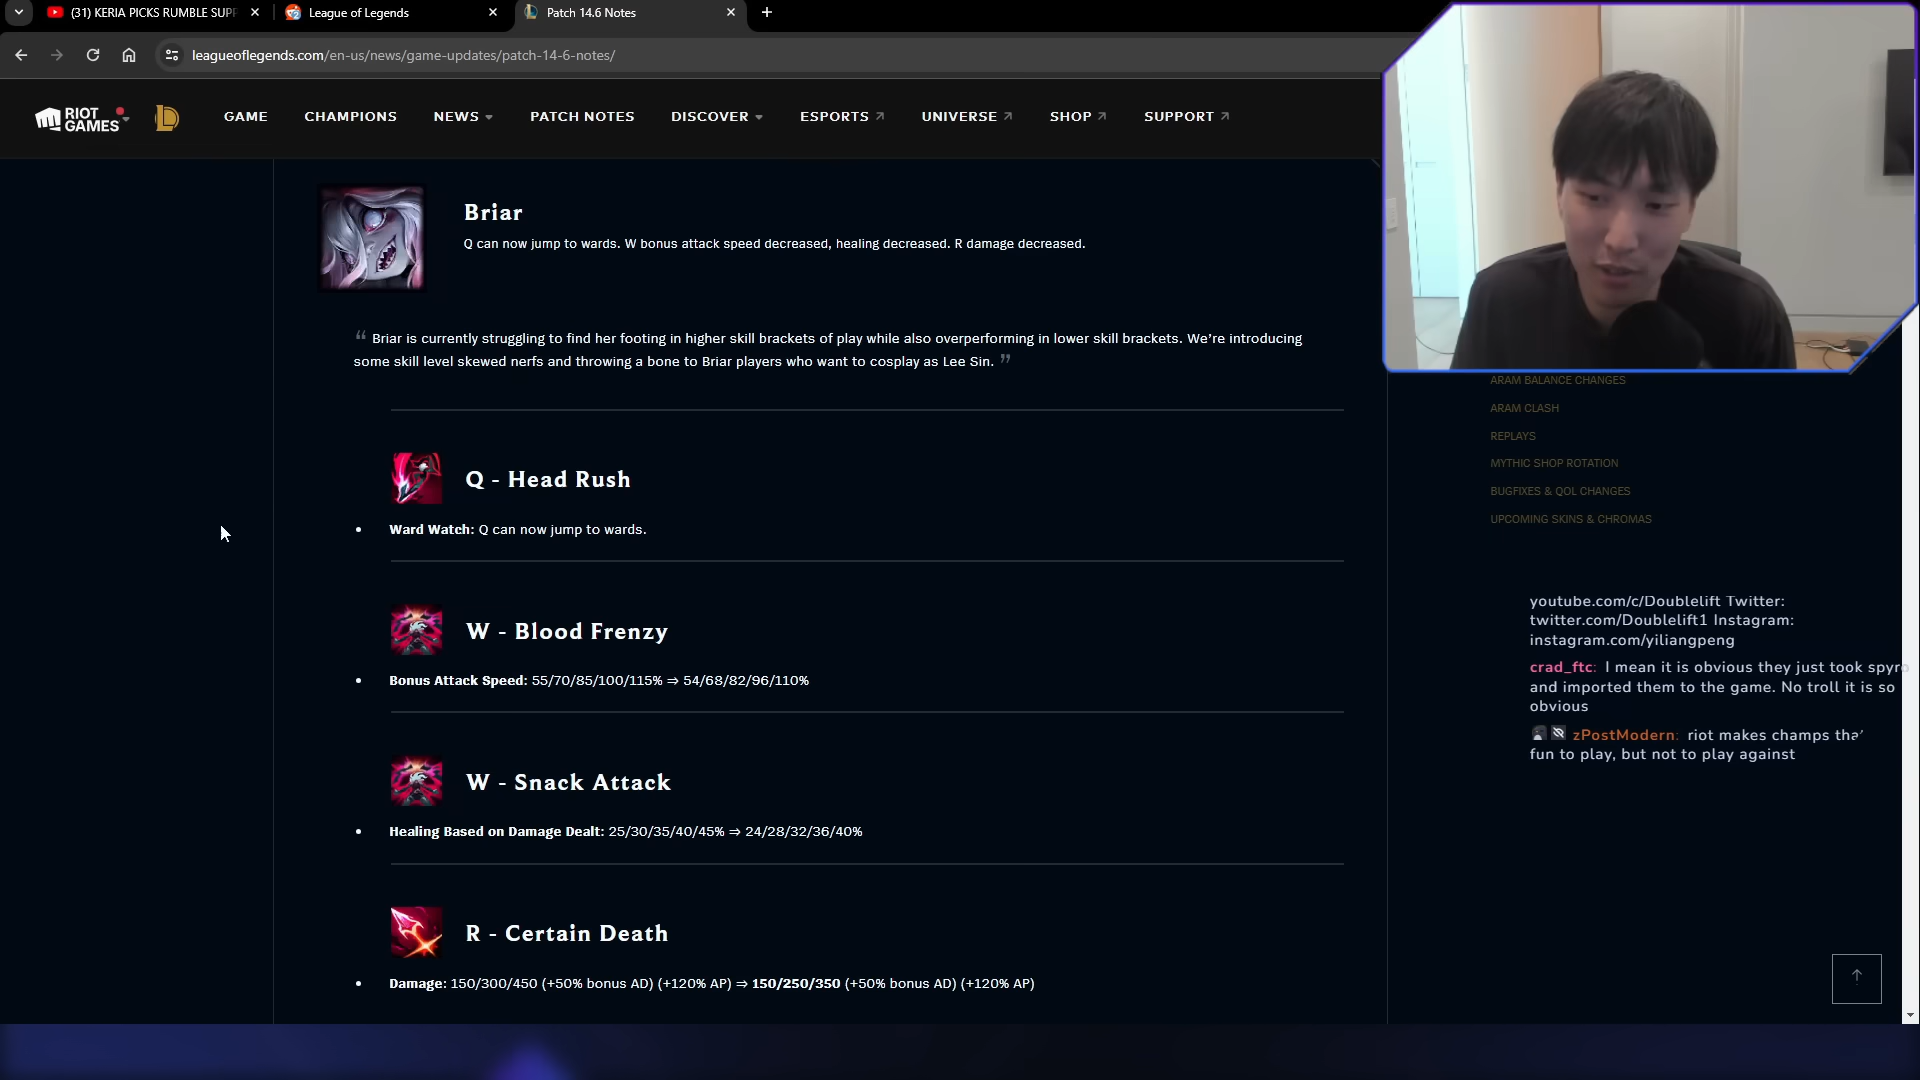 (31) KERIA PICKS RUMBLE SUPP
League of Legends
Patch 14.6 Notes
leagueoflegends.com/en-us/news/game-updates/patch-14-6-notes/
RIOT GAMES
GAME
CHAMPIONS
NEWS
PATCH NOTES
DISCOVER
ESPORTS
UNIVERSE
SHOP
SUPPORT
Briar
Q can now jump to wards. W bonus attack speed decreased, healing decreased. R damage decreased.
“ Briar is currently struggling to find her footing in higher skill brackets of play while also overperforming in lower skill brackets. We’re introducing
some skill level skewed nerfs and throwing a bone to Briar players who want to cosplay as Lee Sin. ”
Q - Head Rush
• Ward Watch: Q can now jump to wards.
W - Blood Frenzy
• Bonus Attack Speed: 55/70/85/100/115% ⇒ 54/68/82/96/110%
W - Snack Attack
• Healing Based on Damage Dealt: 25/30/35/40/45% ⇒ 24/28/32/36/40%
R - Certain Death
• Damage: 150/300/450 (+50% bonus AD) (+120% AP) ⇒ 150/250/350 (+50% bonus AD) (+120% AP)
ARAM BALANCE CHANGES
ARAM CLASH
REPLAYS
MYTHIC SHOP ROTATION
BUGFIXES & QOL CHANGES
UPCOMING SKINS & CHROMAS
youtube.com/c/Doublelift Twitter:
twitter.com/Doublelift1 Instagram:
instagram.com/yiliangpeng
crad_ftc: I mean it is obvious they just took spyro
and imported them to the game. No troll it is so
obvious
zPostModern: riot makes champs tha
fun to play, but not to play against